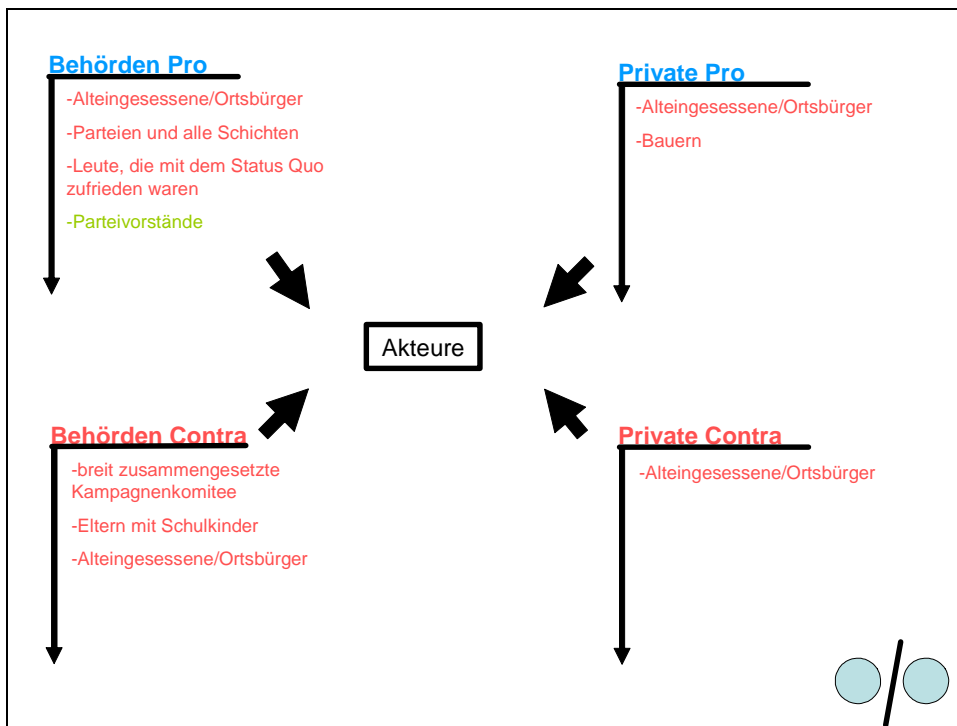 Behörden Pro
-Alteingesessene/Ortsbürger
-Parteien und alle Schichten
-Leute, die mit dem Status Quo
zufrieden waren
-Parteivorstände
Private Pro
-Alteingesessene/Ortsbürger
-Bauern
Akteure
Behörden Contra
-breit zusammengesetzte
Kampagnenkomitee
-Eltern mit Schulkinder
-Alteingesessene/Ortsbürger
Private Contra
-Alteingesessene/Ortsbürger